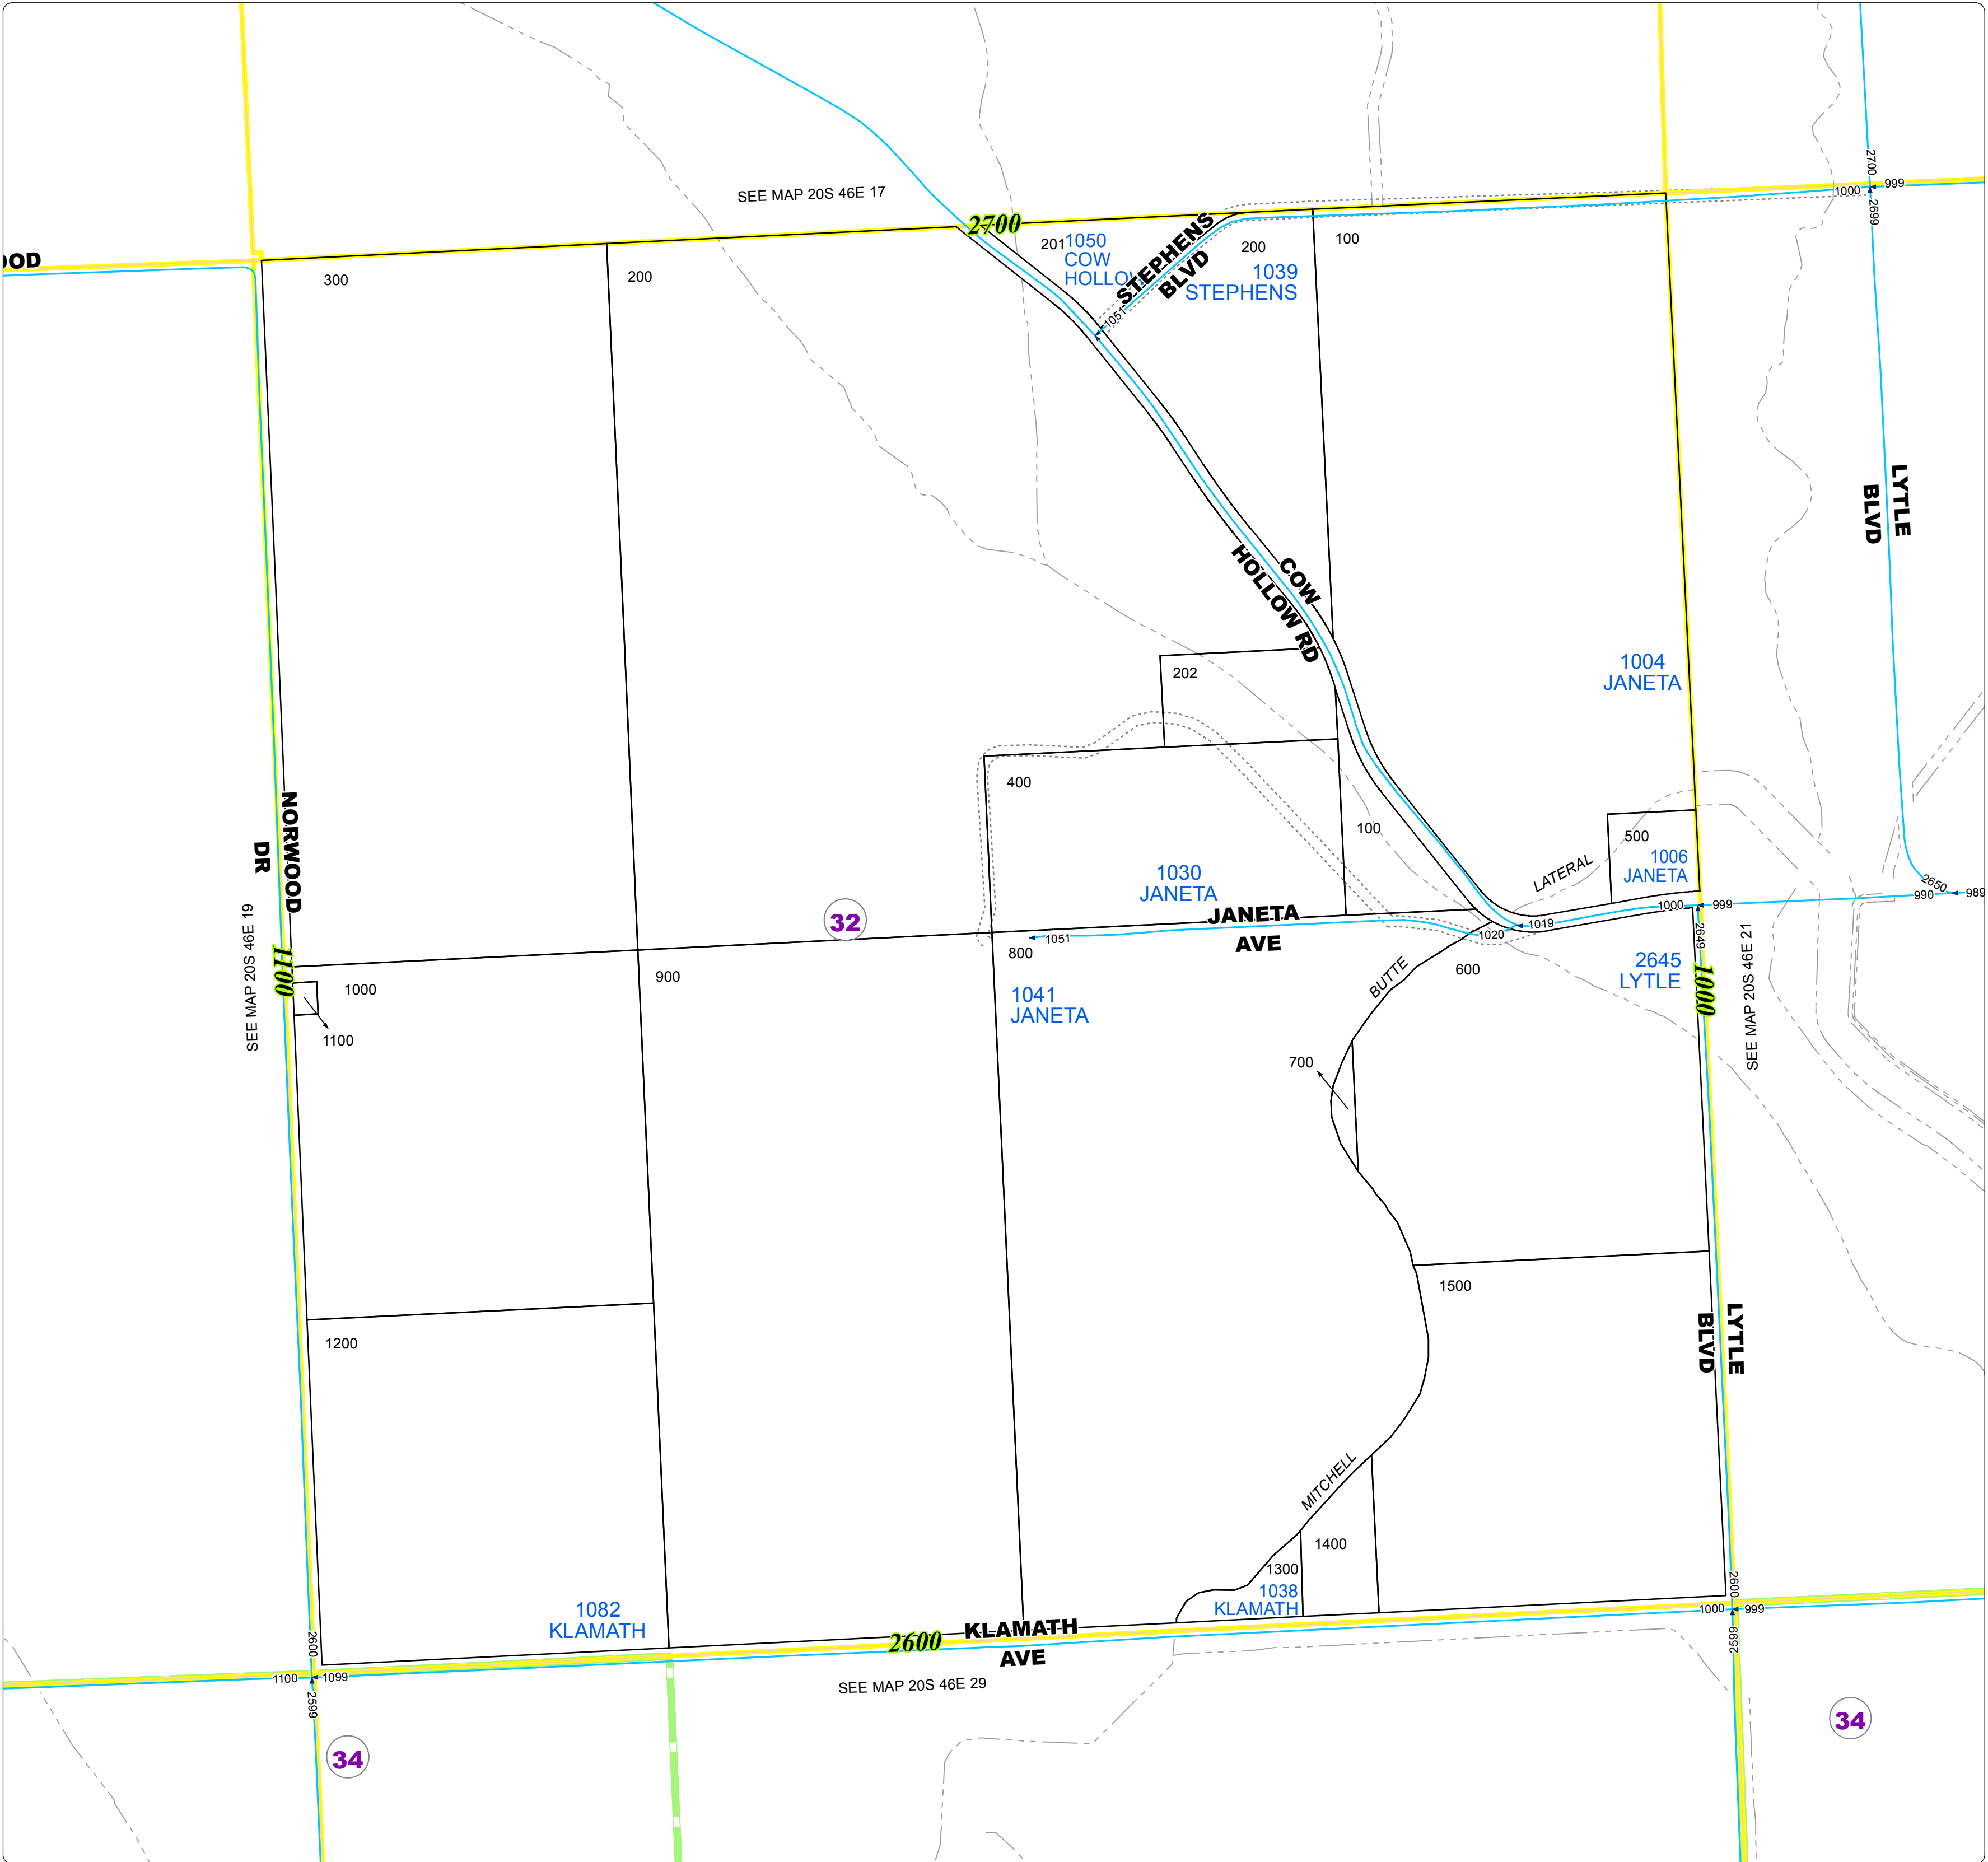 2700
1000
999
2699
SEE MAP 20S 46E 17
2700
STEPHENS
BLVD
201
1050
COW
HOLLOW
200
1039
STEPHENS
100
OOD
300
200
1051
LYTLE
BLVD
COW
HOLLOW RD
1004
JANETA
202
400
NORWOOD
DR
100
500
LATERAL
1006
JANETA
1030
JANETA
2650
990
989
JANETA
AVE
1000
999
1019
1020
2649
32
1051
800
SEE MAP 20S 46E 19
1100
SEE MAP 20S 46E 21
1000
2645
LYTLE
600
BUTTE
900
1000
1041
JANETA
1100
700
1500
LYTLE
BLVD
1200
MITCHELL
1400
1300
1038
KLAMATH
2600
1000
999
2599
1082
KLAMATH
KLAMATH
AVE
2600
2600
1100
1099
2599
SEE MAP 20S 46E 29
34
34